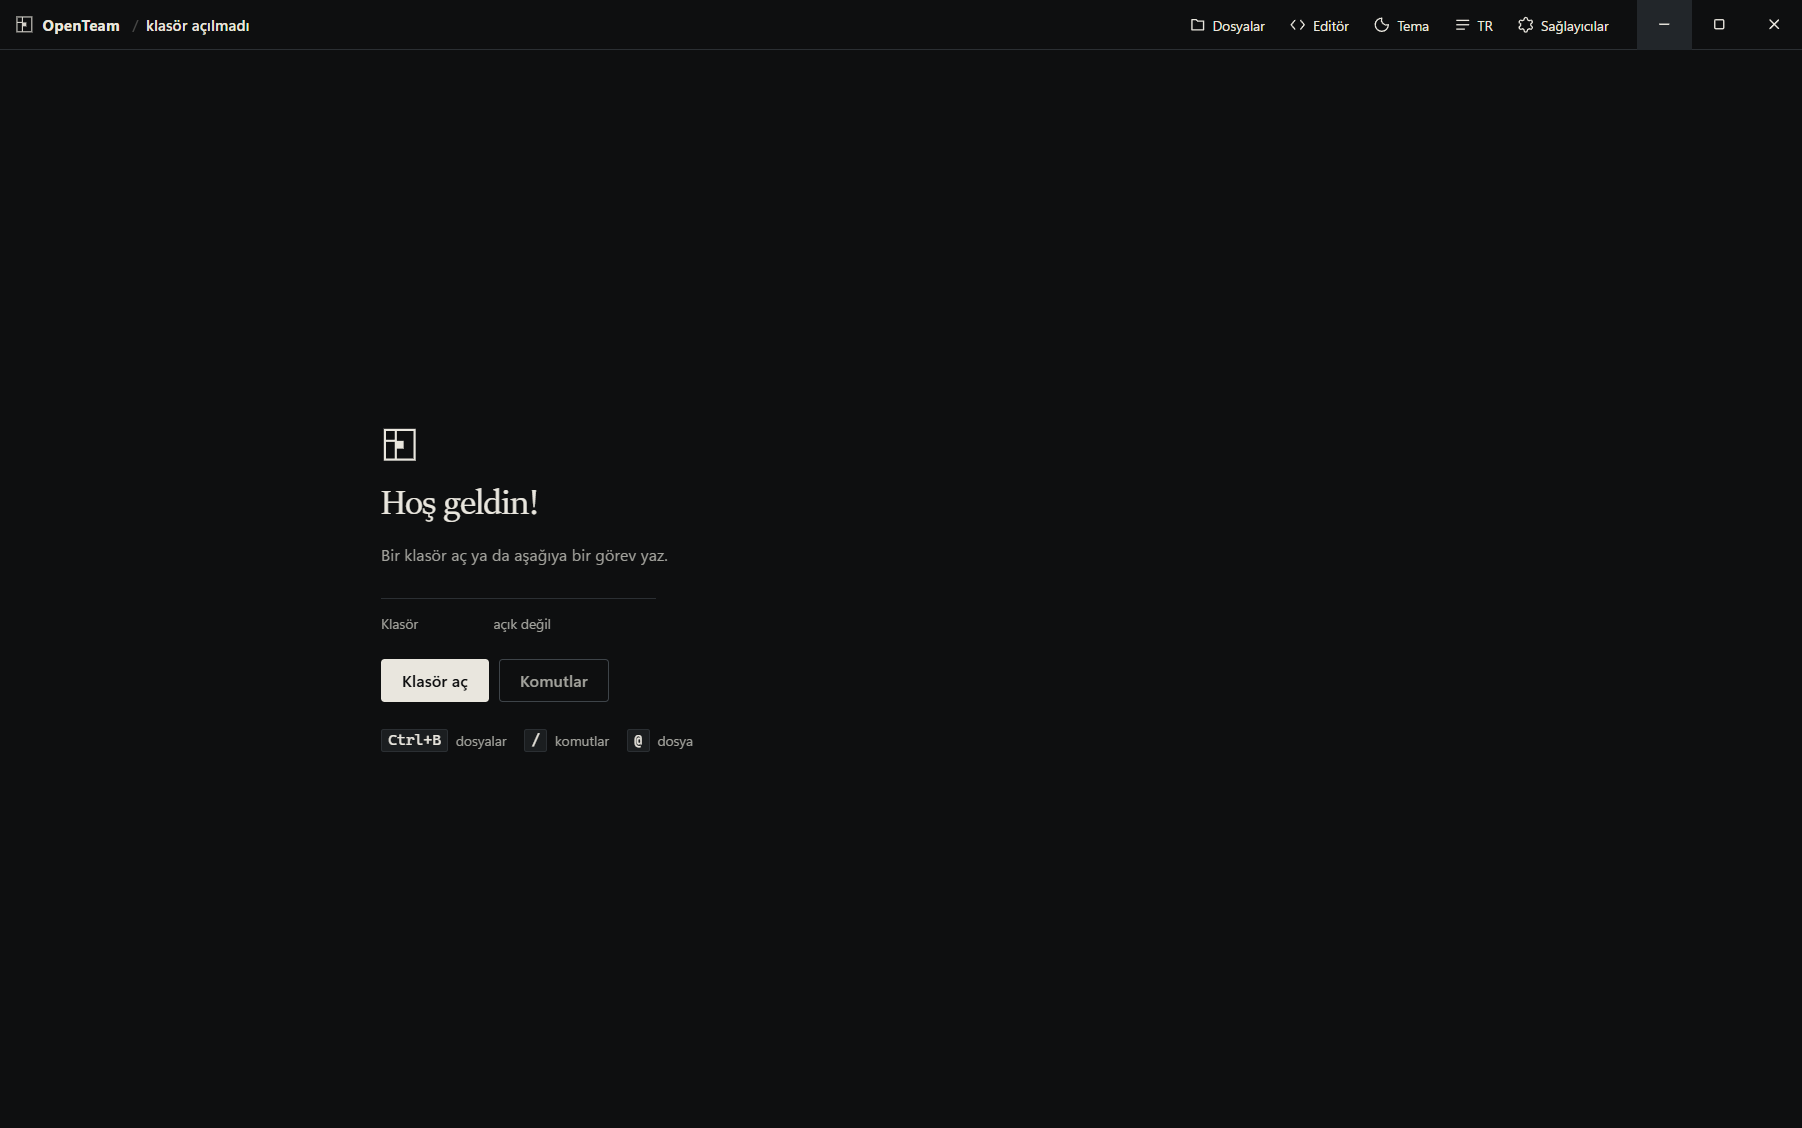 OpenTeam / klasör açılmadı Dosyalar Editör Tema TR Sağlayıcılar
Hoş geldin!
Bir klasör aç ya da aşağıya bir görev yaz.
Klasör açık değil
Klasör aç Komutlar
Ctrl+B dosyalar / komutlar @ dosya